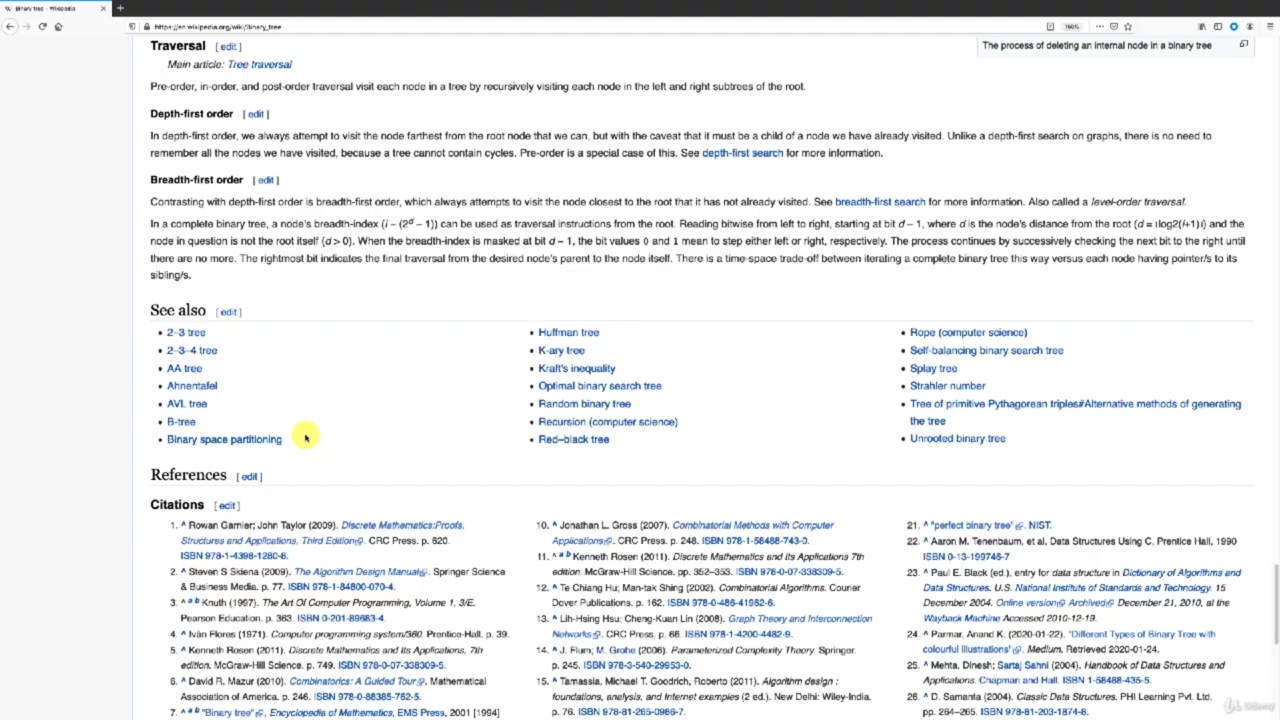 Binary tree - Wikipedia
https://en.wikipedia.org/wiki/Binary_tree
160%
Traversal [ edit ]
The process of deleting an internal node in a binary tree
Main article: Tree traversal
Pre-order, in-order, and post-order traversal visit each node in a tree by recursively visiting each node in the left and right subtrees of the root.
Depth-first order [ edit ]
In depth-first order, we always attempt to visit the node farthest from the root node that we can, but with the caveat that it must be a child of a node we have already visited. Unlike a depth-first search on graphs, there is no need to
remember all the nodes we have visited, because a tree cannot contain cycles. Pre-order is a special case of this. See depth-first search for more information.
Breadth-first order [ edit ]
Contrasting with depth-first order is breadth-first order, which always attempts to visit the node closest to the root that it has not already visited. See breadth-first search for more information. Also called a level-order traversal.
In a complete binary tree, a node's breadth-index (i − (2^d − 1)) can be used as traversal instructions from the root. Reading bitwise from left to right, starting at bit d − 1, where d is the node's distance from the root (d = ⌊log2(i+1)⌋) and the
node in question is not the root itself (d > 0). When the breadth-index is masked at bit d − 1, the bit values 0 and 1 mean to step either left or right, respectively. The process continues by successively checking the next bit to the right until
there are no more. The rightmost bit indicates the final traversal from the desired node's parent to the node itself. There is a time-space trade-off between iterating a complete binary tree this way versus each node having pointer/s to its
sibling/s.
See also [ edit ]
• 2–3 tree
• 2–3–4 tree
• AA tree
• Ahnentafel
• AVL tree
• B-tree
• Binary space partitioning
• Huffman tree
• K-ary tree
• Kraft's inequality
• Optimal binary search tree
• Random binary tree
• Recursion (computer science)
• Red–black tree
• Rope (computer science)
• Self-balancing binary search tree
• Splay tree
• Strahler number
• Tree of primitive Pythagorean triples#Alternative methods of generating
the tree
• Unrooted binary tree
References [ edit ]
Citations [ edit ]
1. ^ Rowan Garnier; John Taylor (2009). Discrete Mathematics:Proofs,
Structures and Applications, Third Edition. CRC Press. p. 620.
ISBN 978-1-4398-1280-8.
2. ^ Steven S Skiena (2009). The Algorithm Design Manual. Springer Science
& Business Media. p. 77. ISBN 978-1-84800-070-4.
3. ^ a b Knuth (1997). The Art Of Computer Programming, Volume 1, 3/E.
Pearson Education. p. 363. ISBN 0-201-89683-4.
4. ^ Iván Flores (1971). Computer programming system/360. Prentice-Hall. p. 39.
5. ^ Kenneth Rosen (2011). Discrete Mathematics and Its Applications, 7th
edition. McGraw-Hill Science. p. 749. ISBN 978-0-07-338309-5.
6. ^ David R. Mazur (2010). Combinatorics: A Guided Tour. Mathematical
Association of America. p. 246. ISBN 978-0-88385-762-5.
7. ^ a b "Binary tree", Encyclopedia of Mathematics, EMS Press, 2001 [1994]
10. ^ Jonathan L. Gross (2007). Combinatorial Methods with Computer
Applications. CRC Press. p. 248. ISBN 978-1-58488-743-0.
11. ^ a b Kenneth Rosen (2011). Discrete Mathematics and Its Applications 7th
edition. McGraw-Hill Science. pp. 352–353. ISBN 978-0-07-338309-5.
12. ^ Te Chiang Hu; Man-tak Shing (2002). Combinatorial Algorithms. Courier
Dover Publications. p. 162. ISBN 978-0-486-41962-6.
13. ^ Lih-Hsing Hsu; Cheng-Kuan Lin (2008). Graph Theory and Interconnection
Networks. CRC Press. p. 66. ISBN 978-1-4200-4482-9.
14. ^ J. Flum; M. Grohe (2006). Parameterized Complexity Theory. Springer.
p. 245. ISBN 978-3-540-29953-0.
15. ^ Tamassia, Michael T. Goodrich, Roberto (2011). Algorithm design :
foundations, analysis, and Internet examples (2 ed.). New Delhi: Wiley-India.
p. 76. ISBN 978-81-265-0986-7.
21. ^ "perfect binary tree". NIST.
22. ^ Aaron M. Tenenbaum, et al. Data Structures Using C, Prentice Hall, 1990
ISBN 0-13-199746-7
23. ^ Paul E. Black (ed.), entry for data structure in Dictionary of Algorithms and
Data Structures. U.S. National Institute of Standards and Technology. 15
December 2004. Online version Archived December 21, 2010, at the
Wayback Machine Accessed 2010-12-19.
24. ^ Parmar, Anand K. (2020-01-22). "Different Types of Binary Tree with
colourful illustrations". Medium. Retrieved 2020-01-24.
25. ^ Mehta, Dinesh; Sartaj Sahni (2004). Handbook of Data Structures and
Applications. Chapman and Hall. ISBN 1-58488-435-5.
26. ^ D. Samanta (2004). Classic Data Structures. PHI Learning Pvt. Ltd.
pp. 264–265. ISBN 978-81-203-1874-8.
Udemy